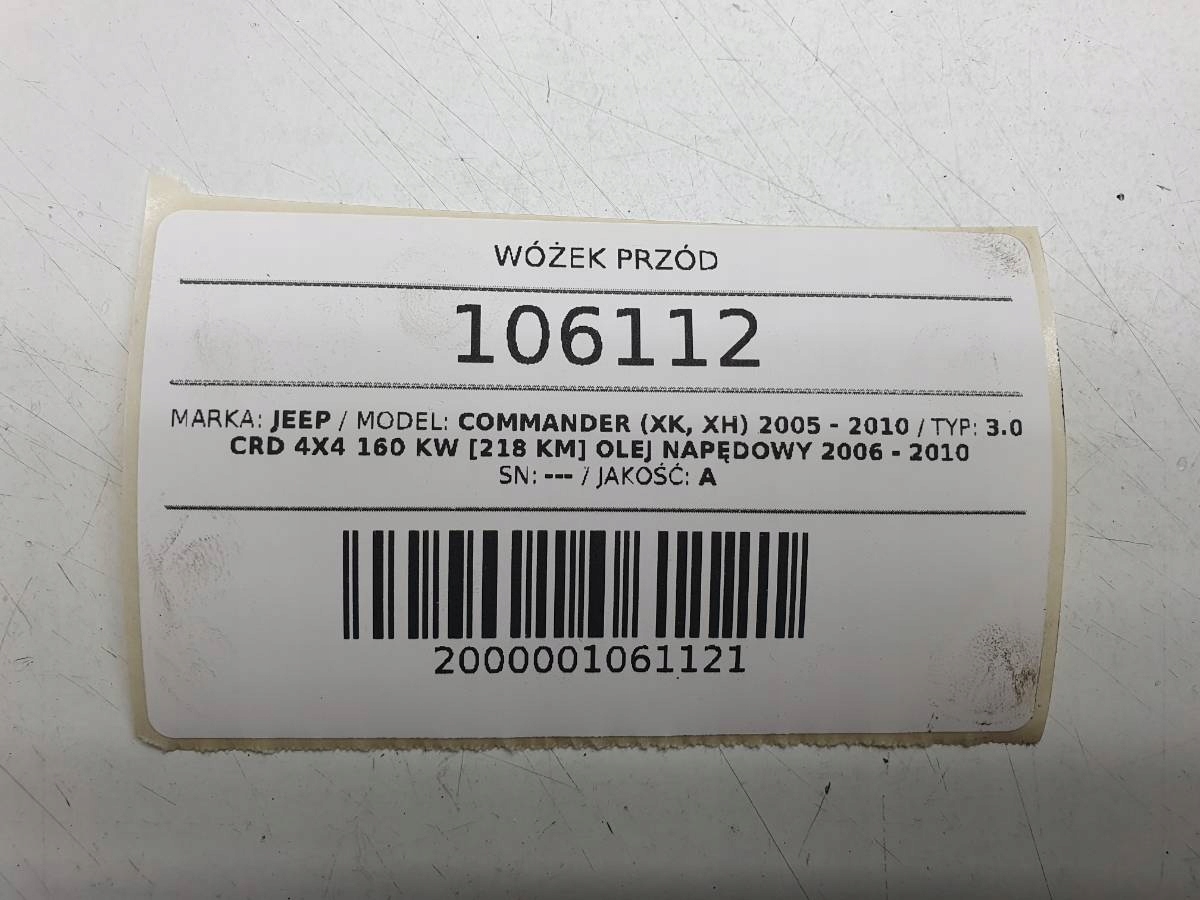 WÓŻEK PRZÓD
106112
MARKA: JEEP / MODEL: COMMANDER (XK, XH) 2005 - 2010 / TYP: 3.0
CRD 4X4 160 KW [218 KM] OLEJ NAPĘDOWY 2006 - 2010
SN: --- / JAKOŚĆ: A
2000001061121